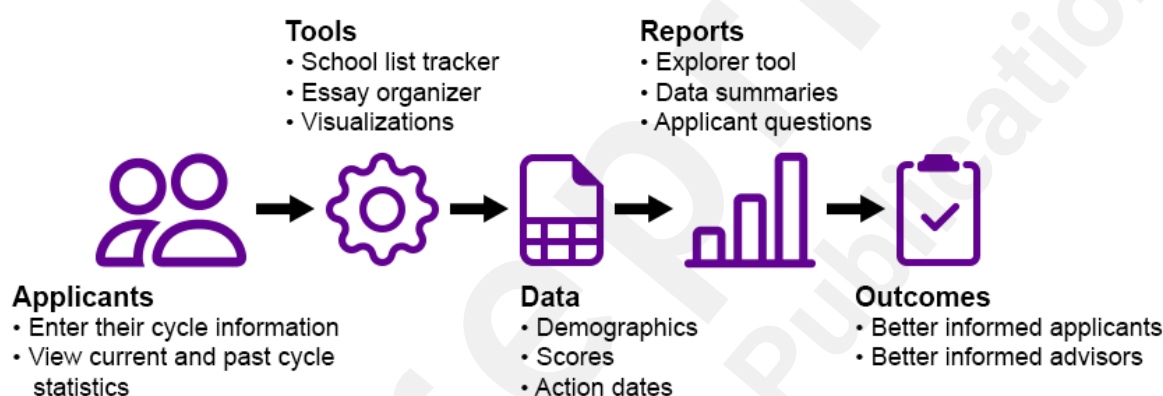 Tools
• School list tracker
• Essay organizer
• Visualizations
Reports
• Explorer tool
• Data summaries
• Applicant questions
Applicants
• Enter their cycle information
• View current and past cycle
statistics
Data
• Demographics
• Scores
• Action dates
Outcomes
• Better informed applicants
• Better informed advisors